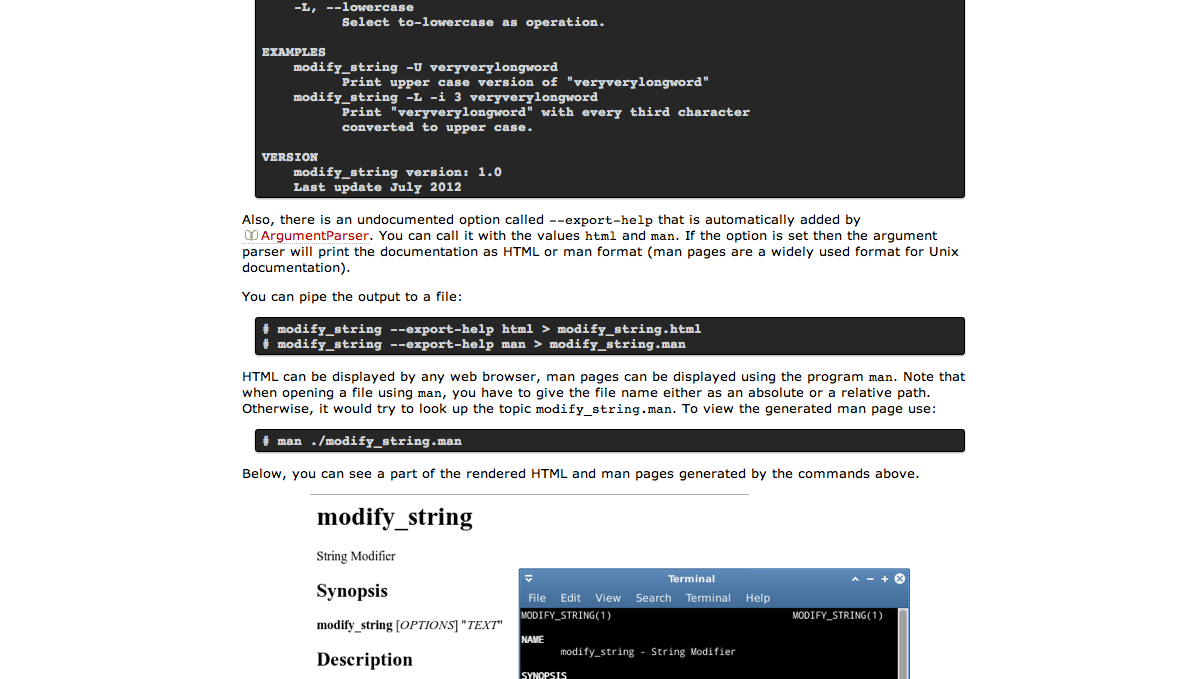 -L, --lowercase
Select to-lowercase as operation.
EXAMPLES
modify_string -U veryverylongword
Print upper case version of "veryverylongword"
modify_string -L -i 3 veryverylongword
Print "veryverylongword" with every third character
converted to upper case.
VERSION
modify_string version: 1.0
Last update July 2012
Also, there is an undocumented option called --export-help that is automatically added by
ArgumentParser. You can call it with the values html and man. If the option is set then the argument
parser will print the documentation as HTML or man format (man pages are a widely used format for Unix
documentation).
You can pipe the output to a file:
# modify_string --export-help html > modify_string.html
# modify_string --export-help man > modify_string.man
HTML can be displayed by any web browser, man pages can be displayed using the program man. Note that
when opening a file using man, you have to give the file name either as an absolute or a relative path.
Otherwise, it would try to look up the topic modify_string.man. To view the generated man page use:
# man ./modify_string.man
Below, you can see a part of the rendered HTML and man pages generated by the commands above.
modify_string
String Modifier
Synopsis
modify_string [OPTIONS] "TEXT"
Description
Terminal
File Edit View Search Terminal Help
MODIFY_STRING(1) MODIFY_STRING(1)
NAME
modify_string - String Modifier
SYNOPSIS